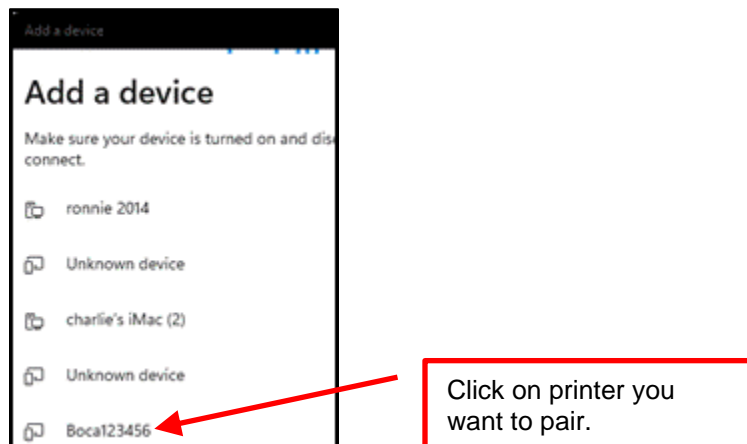 Add a device
Add a device
Make sure your device is turned on and dis
connect.
ronnie 2014
Unknown device
charlie's iMac (2)
Unknown device
Boca123456
Click on printer you
want to pair.